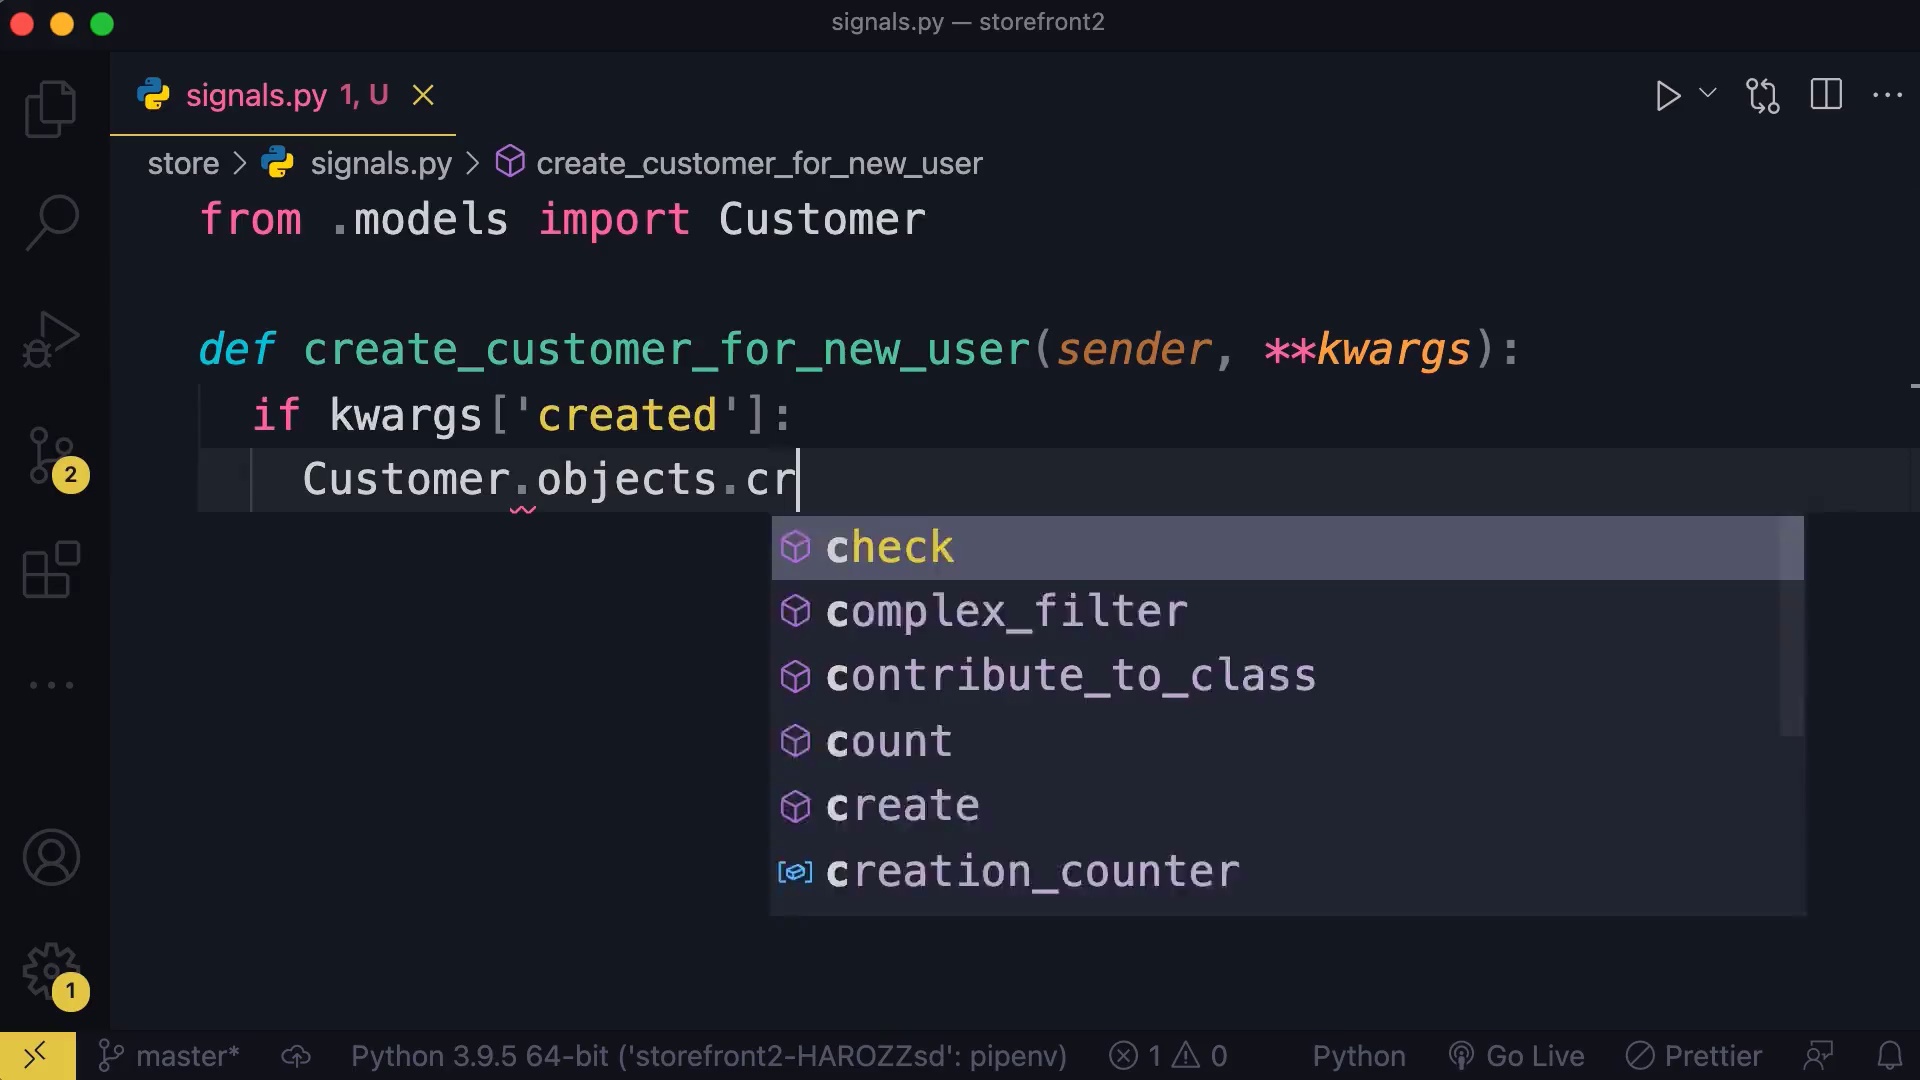 signals.py — storefront2
signals.py 1, U
store > signals.py > create_customer_for_new_user
from .models import Customer
def create_customer_for_new_user(sender, **kwargs):
if kwargs['created']:
Customer.objects.cr
check
complex_filter
contribute_to_class
count
create
creation_counter
2
1
master* Python 3.9.5 64-bit ('storefront2-HAROZZsd': pipenv) 1 0 Python Go Live Prettier